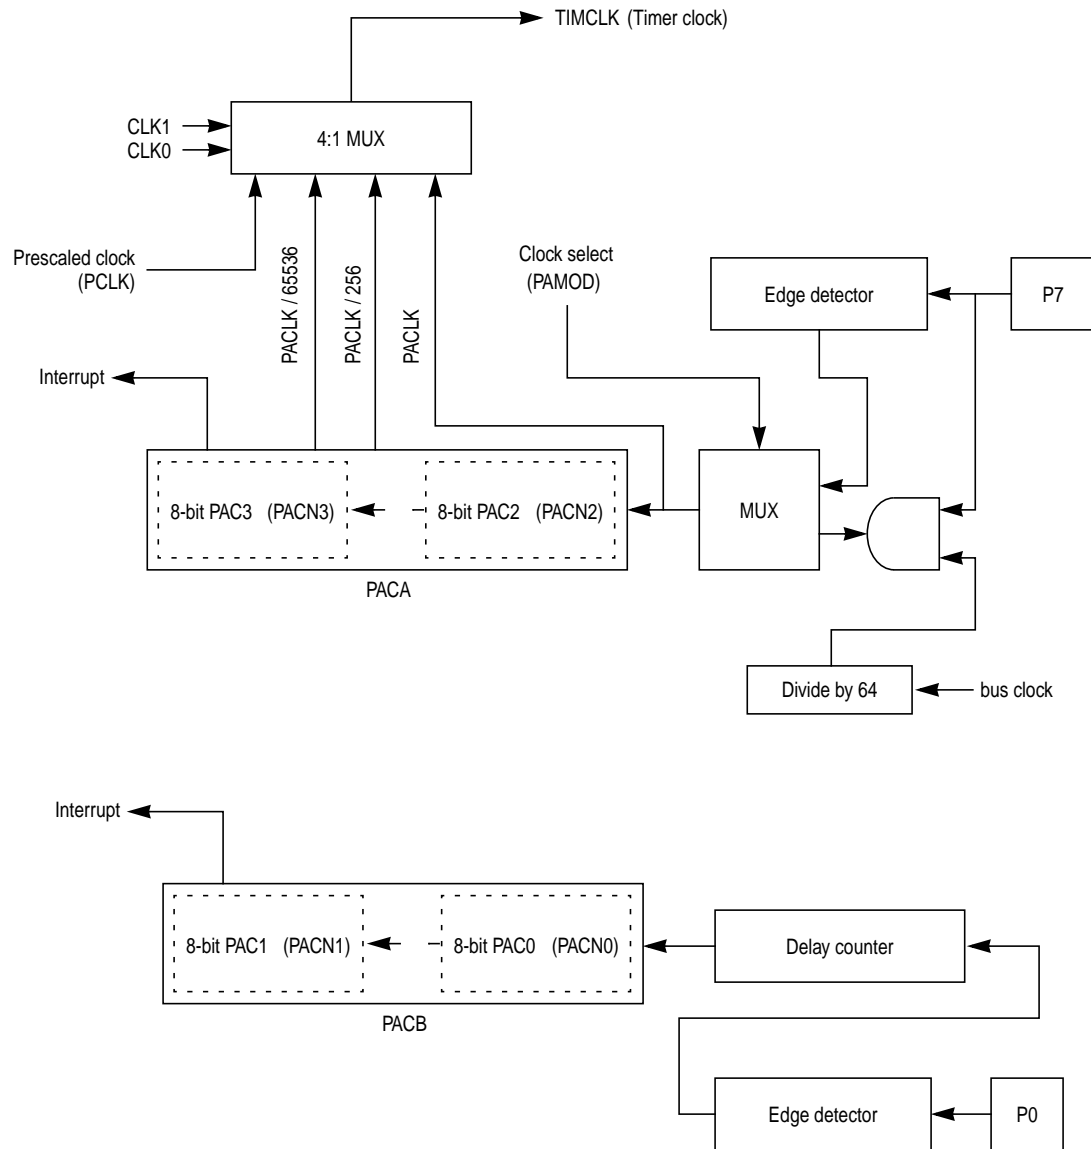 TIMCLK (Timer clock)
CLK1
CLK0
4:1 MUX
Prescaled clock
(PCLK)
PACLK / 65536
PACLK / 256
PACLK
Clock select
(PAMOD)
Edge detector
P7
Interrupt
8-bit PAC3 (PACN3)
8-bit PAC2 (PACN2)
MUX
PACA
Divide by 64
bus clock
Interrupt
8-bit PAC1 (PACN1)
8-bit PAC0 (PACN0)
Delay counter
PACB
Edge detector
P0